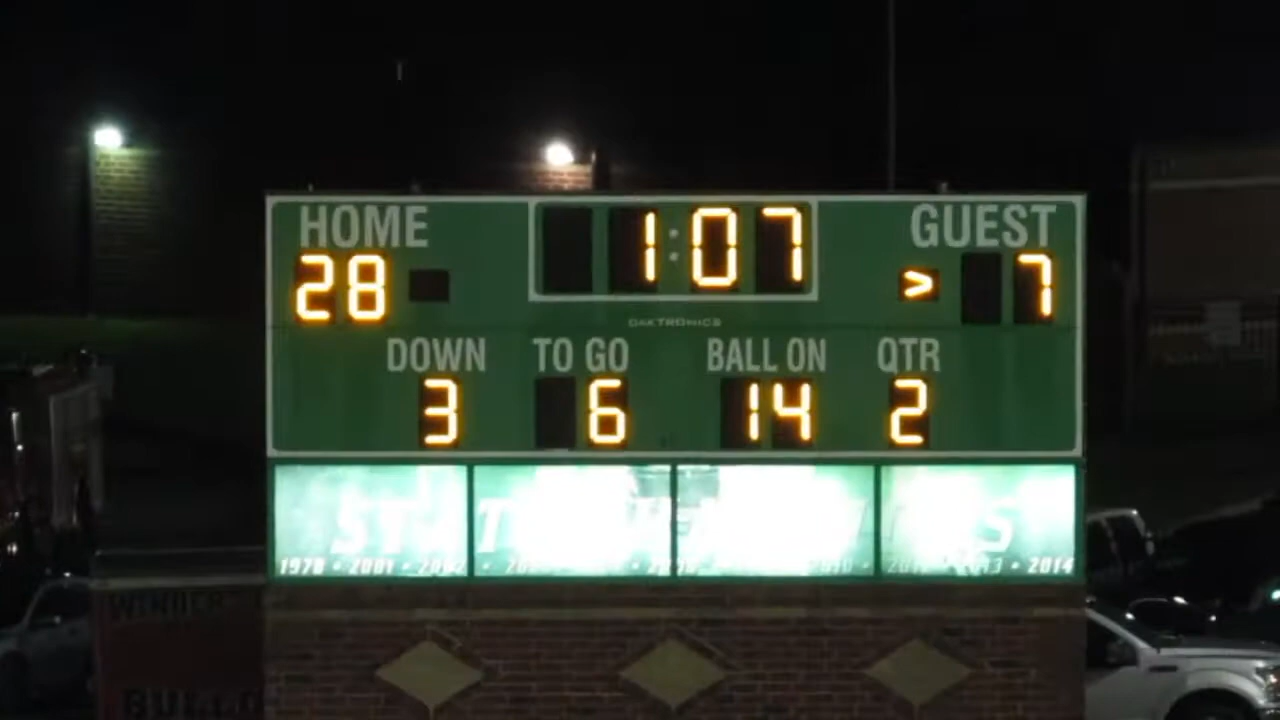 HOME 1:07 GUEST
28 > 7
DAKTRONICS
DOWN TO GO BALL ON QTR
3 6 14 2
1978 • 2001 • 2014
WINDER